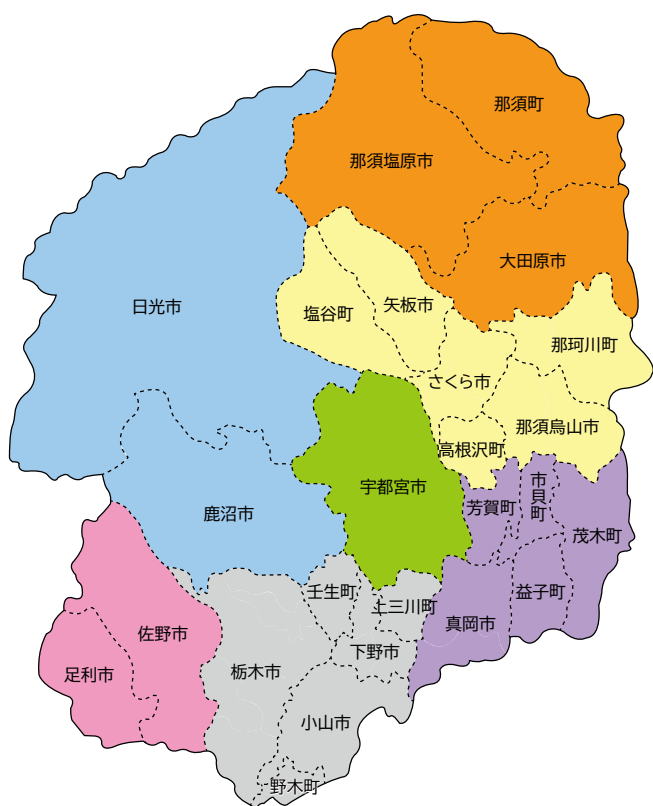 那須町
那須塩原市
大田原市
日光市
塩谷町
矢板市
那珂川町
さくら市
那須烏山市
高根沢町
宇都宮市
芳賀町
市貝町
茂木町
鹿沼市
壬生町
上三川町
益子町
真岡市
佐野市
下野市
足利市
栃木市
小山市
野木町